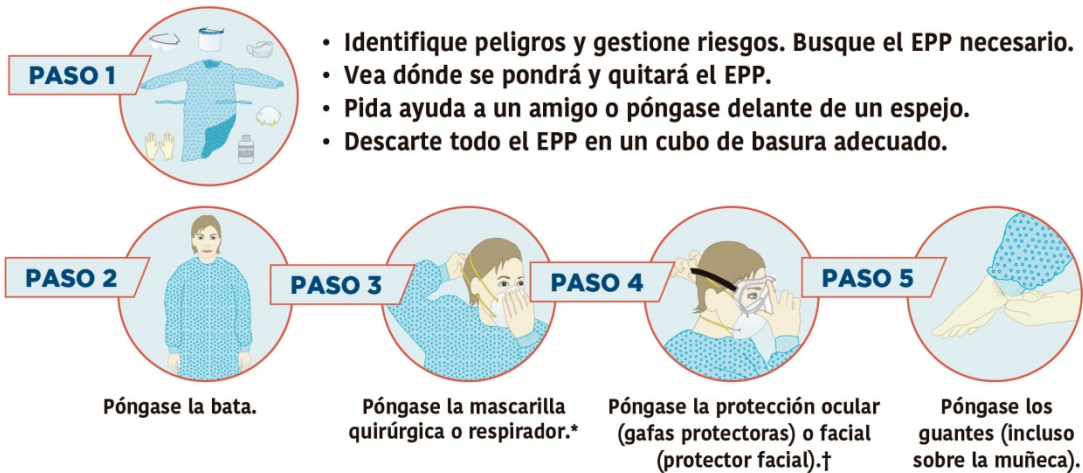 PASO 1
• Identifique peligros y gestione riesgos. Busque el EPP necesario.
• Vea dónde se pondrá y quitará el EPP.
• Pida ayuda a un amigo o póngase delante de un espejo.
• Descarte todo el EPP en un cubo de basura adecuado.
PASO 2
Póngase la bata.
PASO 3
Póngase la mascarilla
quirúrgica o respirador.*
PASO 4
Póngase la protección ocular
(gafas protectoras) o facial
(protector facial).†
PASO 5
Póngase los
guantes (incluso
sobre la muñeca).